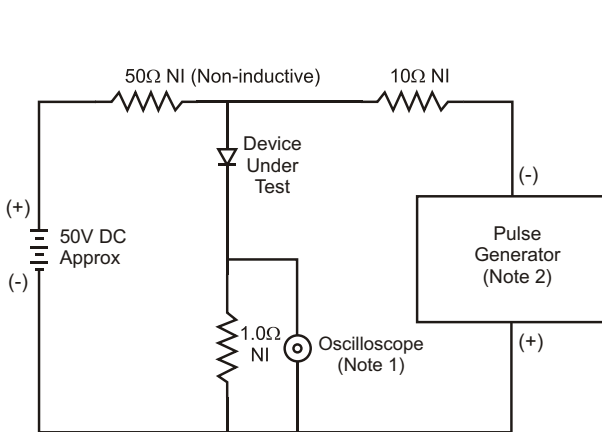 50Ω NI (Non-inductive)
10Ω NI
Device
Under
Test
(-)
(+)
50V DC
Approx
(-)
Pulse
Generator
(Note 2)
1.0Ω
NI
Oscilloscope
(Note 1)
(+)